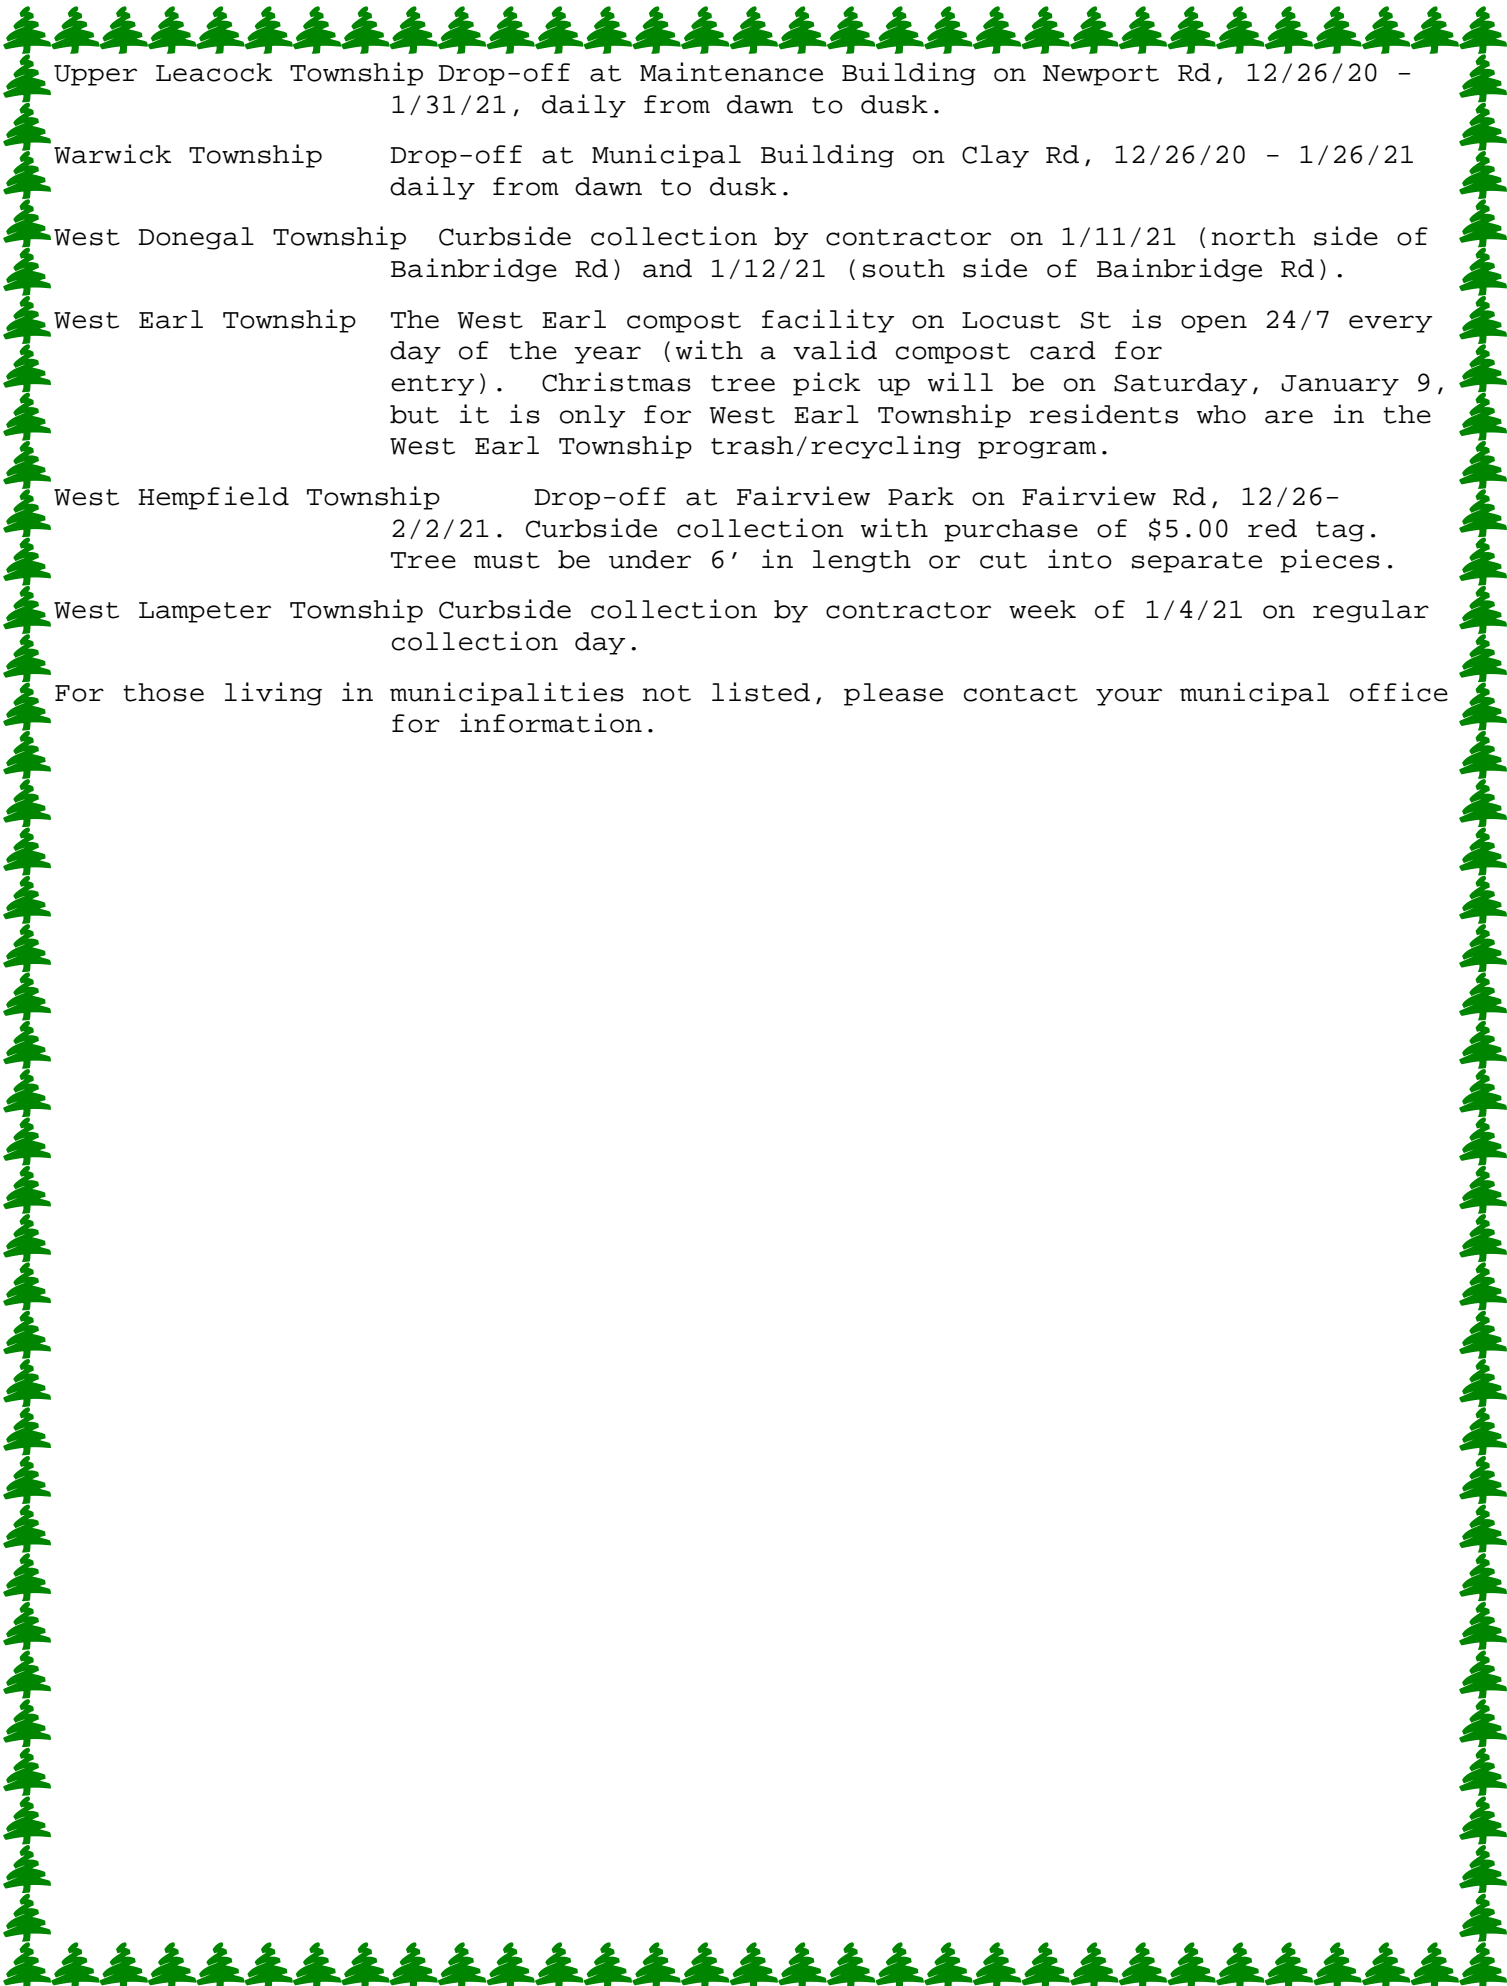 Upper Leacock Township Drop-off at Maintenance Building on Newport Rd, 12/26/20 -
1/31/21, daily from dawn to dusk.
Warwick Township Drop-off at Municipal Building on Clay Rd, 12/26/20 - 1/26/21
daily from dawn to dusk.
West Donegal Township Curbside collection by contractor on 1/11/21 (north side of
Bainbridge Rd) and 1/12/21 (south side of Bainbridge Rd).
West Earl Township The West Earl compost facility on Locust St is open 24/7 every
day of the year (with a valid compost card for
entry). Christmas tree pick up will be on Saturday, January 9,
but it is only for West Earl Township residents who are in the
West Earl Township trash/recycling program.
West Hempfield Township Drop-off at Fairview Park on Fairview Rd, 12/26-
2/2/21. Curbside collection with purchase of $5.00 red tag.
Tree must be under 6′ in length or cut into separate pieces.
West Lampeter Township Curbside collection by contractor week of 1/4/21 on regular
collection day.
For those living in municipalities not listed, please contact your municipal office
for information.